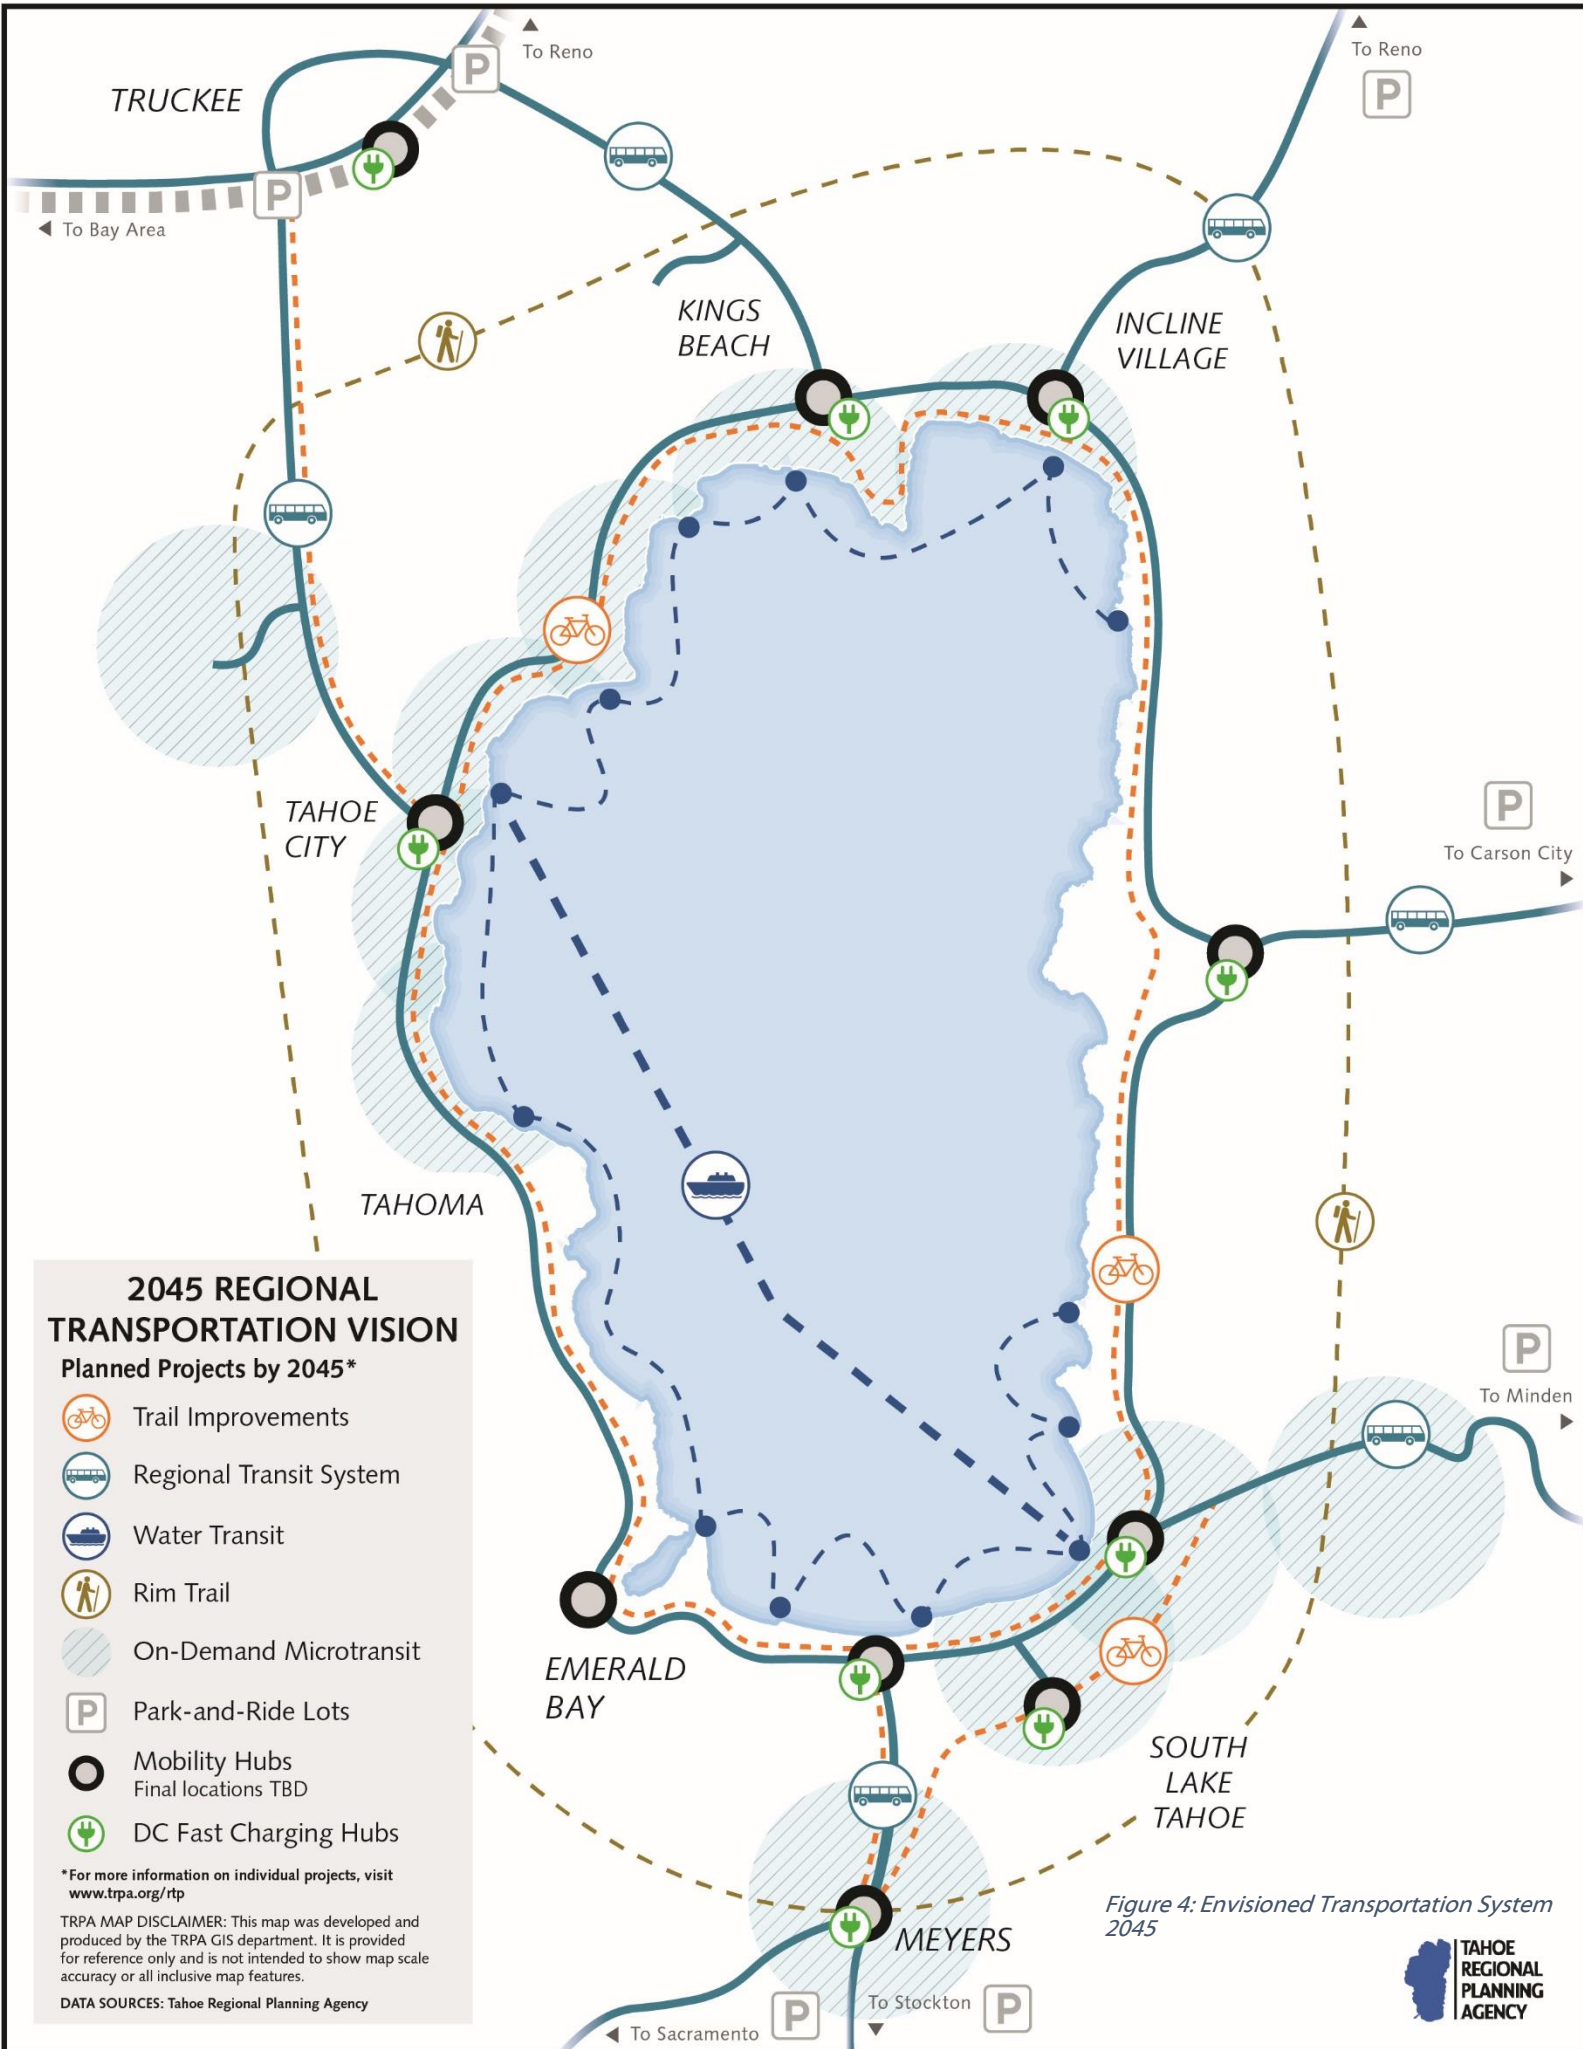 To Reno
To Reno
P
P
TRUCKEE
P
To Bay Area
KINGS
BEACH
INCLINE
VILLAGE
TAHOE
CITY
P
To Carson City
TAHOMA
P
To Minden
EMERALD
BAY
SOUTH
LAKE
TAHOE
MEYERS
To Sacramento
P
To Stockton
P
2045 REGIONAL
TRANSPORTATION VISION
Planned Projects by 2045*
Trail Improvements
Regional Transit System
Water Transit
Rim Trail
On-Demand Microtransit
P
Park-and-Ride Lots
Mobility Hubs
Final locations TBD
DC Fast Charging Hubs
*For more information on individual projects, visit
www.trpa.org/rtp
TRPA MAP DISCLAIMER: This map was developed and
produced by the TRPA GIS department. It is provided
for reference only and is not intended to show map scale
accuracy or all inclusive map features.
DATA SOURCES: Tahoe Regional Planning Agency
Figure 4: Envisioned Transportation System
2045
TAHOE
REGIONAL
PLANNING
AGENCY